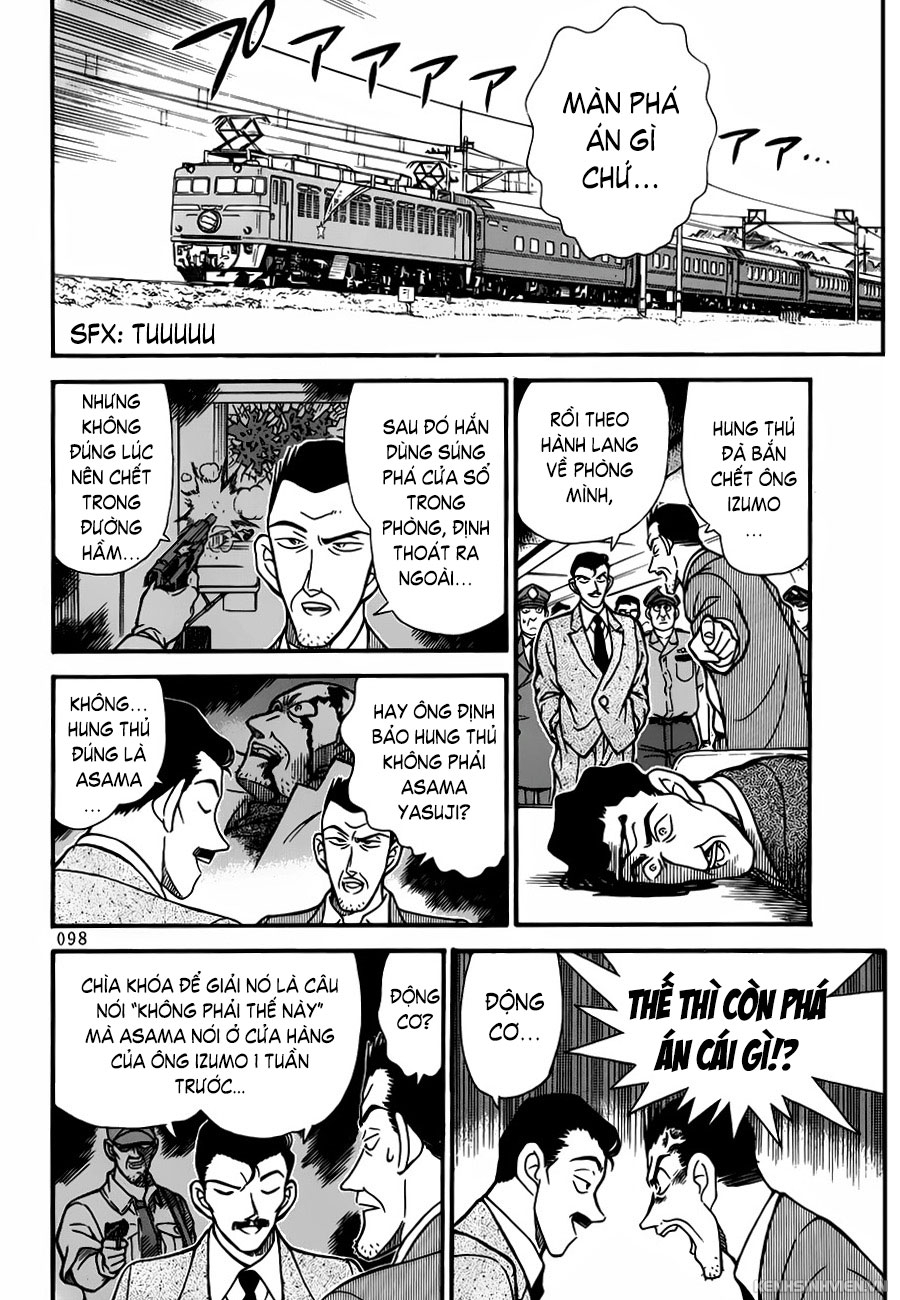 プアアアアアア...
MÀN PHÁ
ÁN GÌ
CHỨ...
SFX: TUUUUU
HUNG THỦ
ĐÃ BẮN
CHẾT ÔNG
IZUMO
...
RỒI THEO
HÀNH LANG
VỀ PHÒNG
MÌNH,
SAU ĐÓ HẮN
DÙNG SÚNG
PHÁ CỬA SỔ
TRONG
PHÒNG, ĐỊNH
THOÁT RA
NGOÀI...
NHƯNG
KHÔNG
ĐÚNG LÚC
NÊN CHẾT
TRONG
ĐƯỜNG
HẦM...
HAY ÔNG ĐỊNH
BẢO HUNG THỦ
KHÔNG PHẢI
ASAMA
YASUJI?
KHÔNG...
HUNG THỦ
ĐÚNG LÀ
ASAMA
...
098
THẾ THÌ CÒN PHÁ
ÁN CÁI GÌ!?
ĐỘNG
CƠ...
ĐỘNG
CƠ?
CHÌA KHÓA ĐỂ GIẢI NÓ LÀ CÂU
NÓI “KHÔNG PHẢI THẾ NÀY”
MÀ ASAMA NÓI Ở CỬA HÀNG
CỦA ÔNG IZUMO 1 TUẦN
TRƯỚC...
KENHSINHVIEN.VN